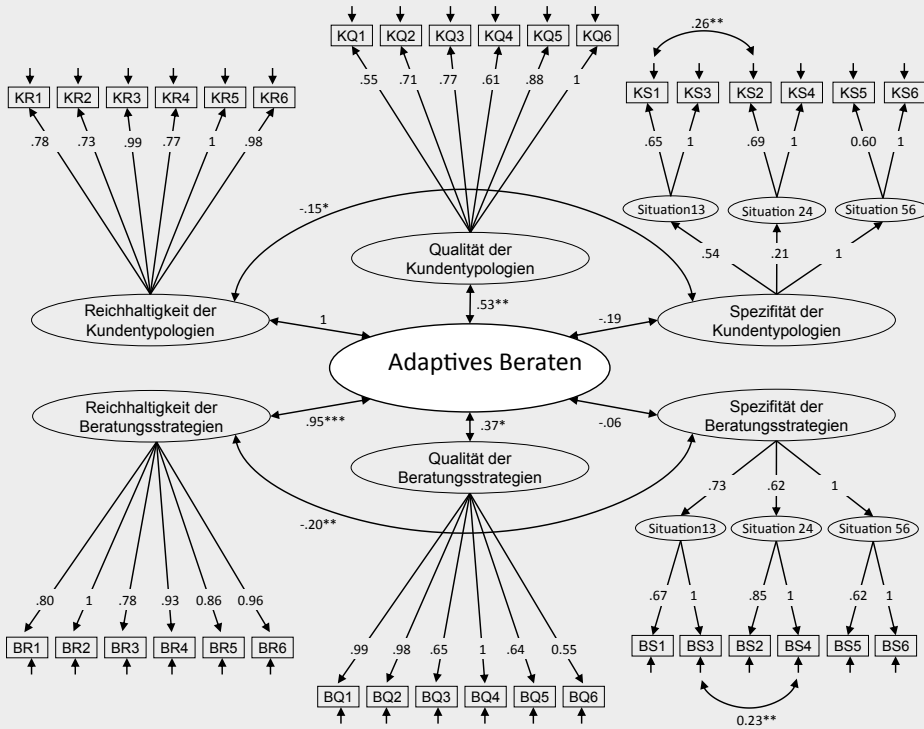 .26**
KQ1 KQ2 KQ3 KQ4 KQ5 KQ6
KR1 KR2 KR3 KR4 KR5 KR6
KS1 KS3 KS2 KS4 KS5 KS6
.55 .71 .77 .61 .88 1
.78 .73 .99 .77 1 .98
.65 1 .69 1 0.60 1
Situation13 Situation 24 Situation 56
-.15*
Qualität der
Kundentypologien
.54 .21 1
Reichhaltigkeit der
Kundentypologien
.53**
Spezifität der
Kundentypologien
1
-.19
Adaptives Beraten
Reichhaltigkeit der
Beratungsstrategien
.95***
.37*
-.06
Spezifität der
Beratungsstrategien
Qualität der
Beratungsstrategien
.73 .62 1
-.20**
Situation13 Situation 24 Situation 56
.80 1 .78 .93 0.86 0.96
.67 1 .85 1 .62 1
BR1 BR2 BR3 BR4 BR5 BR6
BS1 BS3 BS2 BS4 BS5 BS6
.99 .98 .65 1 .64 0.55
BQ1 BQ2 BQ3 BQ4 BQ5 BQ6
0.23**